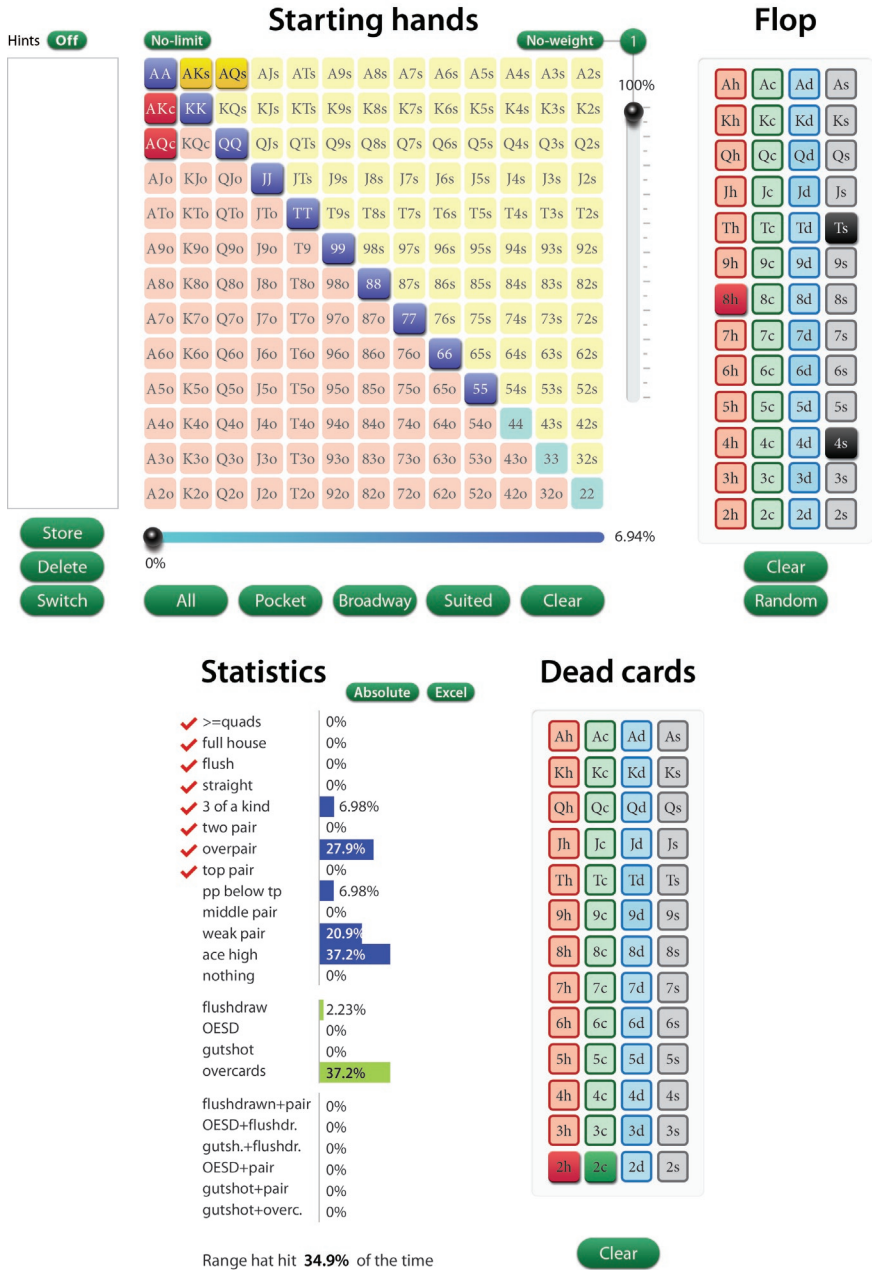 Starting hands
Flop
Hints Off
No-limit
No-weight
1
100%
AA AKs AQs AJs ATs A9s A8s A7s A6s A5s A4s A3s A2s
AKc KK KQs KJs KTs K9s K8s K7s K6s K5s K4s K3s K2s
AQc KQc QQ QJs QTs Q9s Q8s Q7s Q6s Q5s Q4s Q3s Q2s
AJo KJo QJo JJ JTs J9s J8s J7s J6s J5s J4s J3s J2s
ATo KTo QTo JTo TT T9s T8s T7s T6s T5s T4s T3s T2s
A9o K9o Q9o J9o T9 99 98s 97s 96s 95s 94s 93s 92s
A8o K8o Q8o J8o T8o 98o 88 87s 86s 85s 84s 83s 82s
A7o K7o Q7o J7o T7o 97o 87o 77 76s 75s 74s 73s 72s
A6o K6o Q6o J6o T6o 96o 86o 76o 66 65s 64s 63s 62s
A5o K5o Q5o J5o T5o 95o 85o 75o 65o 55 54s 53s 52s
A4o K4o Q4o J4o T4o 94o 84o 74o 64o 54o 44 43s 42s
A3o K3o Q3o J3o T3o 93o 83o 73o 63o 53o 43o 33 32s
A2o K2o Q2o J2o T2o 92o 82o 72o 62o 52o 42o 32o 22
Ah Ac Ad As
Kh Kc Kd Ks
Qh Qc Qd Qs
Jh Jc Jd Js
Th Tc Td Ts
9h 9c 9d 9s
8h 8c 8d 8s
7h 7c 7d 7s
6h 6c 6d 6s
5h 5c 5d 5s
4h 4c 4d 4s
3h 3c 3d 3s
2h 2c 2d 2s
Store
Delete
Switch
6.94%
0%
All
Pocket
Broadway
Suited
Clear
Clear
Random
Statistics
Absolute
Excel
>=quads 0%
full house 0%
flush 0%
straight 0%
3 of a kind 6.98%
two pair 0%
overpair 27.9%
top pair 0%
pp below tp 6.98%
middle pair 0%
weak pair 20.9%
ace high 37.2%
nothing 0%
flushdraw 2.23%
OESD 0%
gutshot 0%
overcards 37.2%
flushdrawn+pair 0%
OESD+flushdr. 0%
gutsh.+flushdr. 0%
OESD+pair 0%
gutshot+pair 0%
gutshot+overc. 0%
Range hat hit 34.9% of the time
Dead cards
Ah Ac Ad As
Kh Kc Kd Ks
Qh Qc Qd Qs
Jh Jc Jd Js
Th Tc Td Ts
9h 9c 9d 9s
8h 8c 8d 8s
7h 7c 7d 7s
6h 6c 6d 6s
5h 5c 5d 5s
4h 4c 4d 4s
3h 3c 3d 3s
2h 2c 2d 2s
Clear